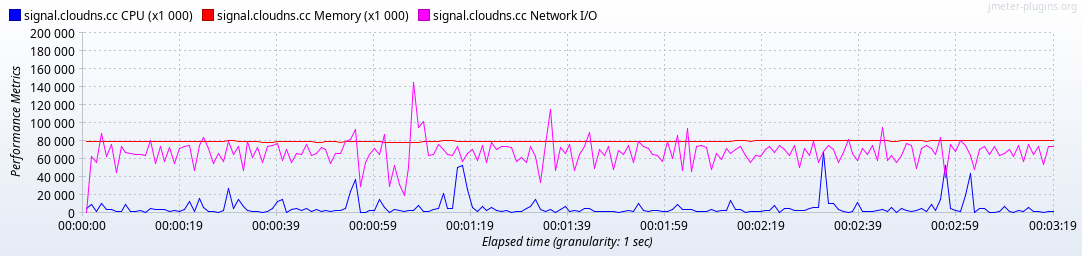 jmeter-plugins.org
signal.cloudns.cc CPU (x1 000) signal.cloudns.cc Memory (x1 000) signal.cloudns.cc Network I/O
200 000
180 000
160 000
140 000
120 000
100 000
80 000
60 000
40 000
20 000
0
Performance Metrics
00:00:00 00:00:19 00:00:39 00:00:59 00:01:19 00:01:39 00:01:59 00:02:19 00:02:39 00:02:59 00:03:19
Elapsed time (granularity: 1 sec)